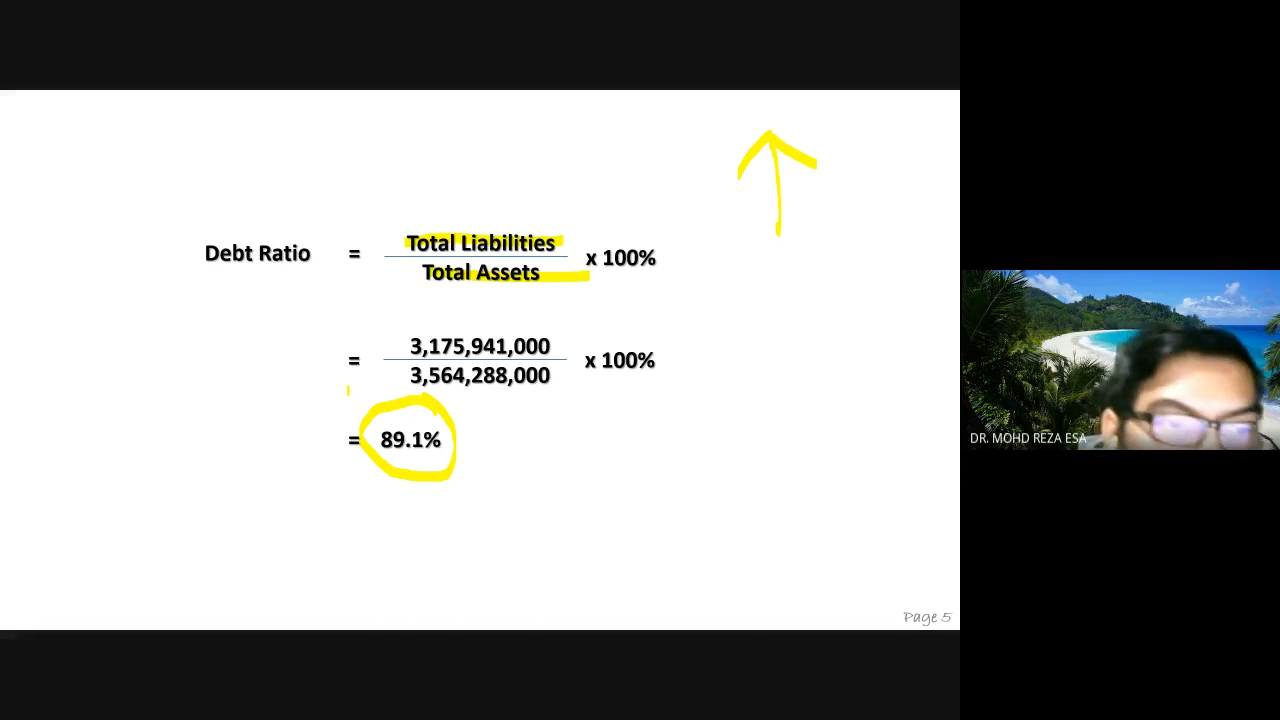 Debt Ratio = Total Liabilities
Total Assets x 100%
= 3,175,941,000
3,564,288,000 x 100%
= 89.1%
Page 5
DR. MOHD REZA ESA